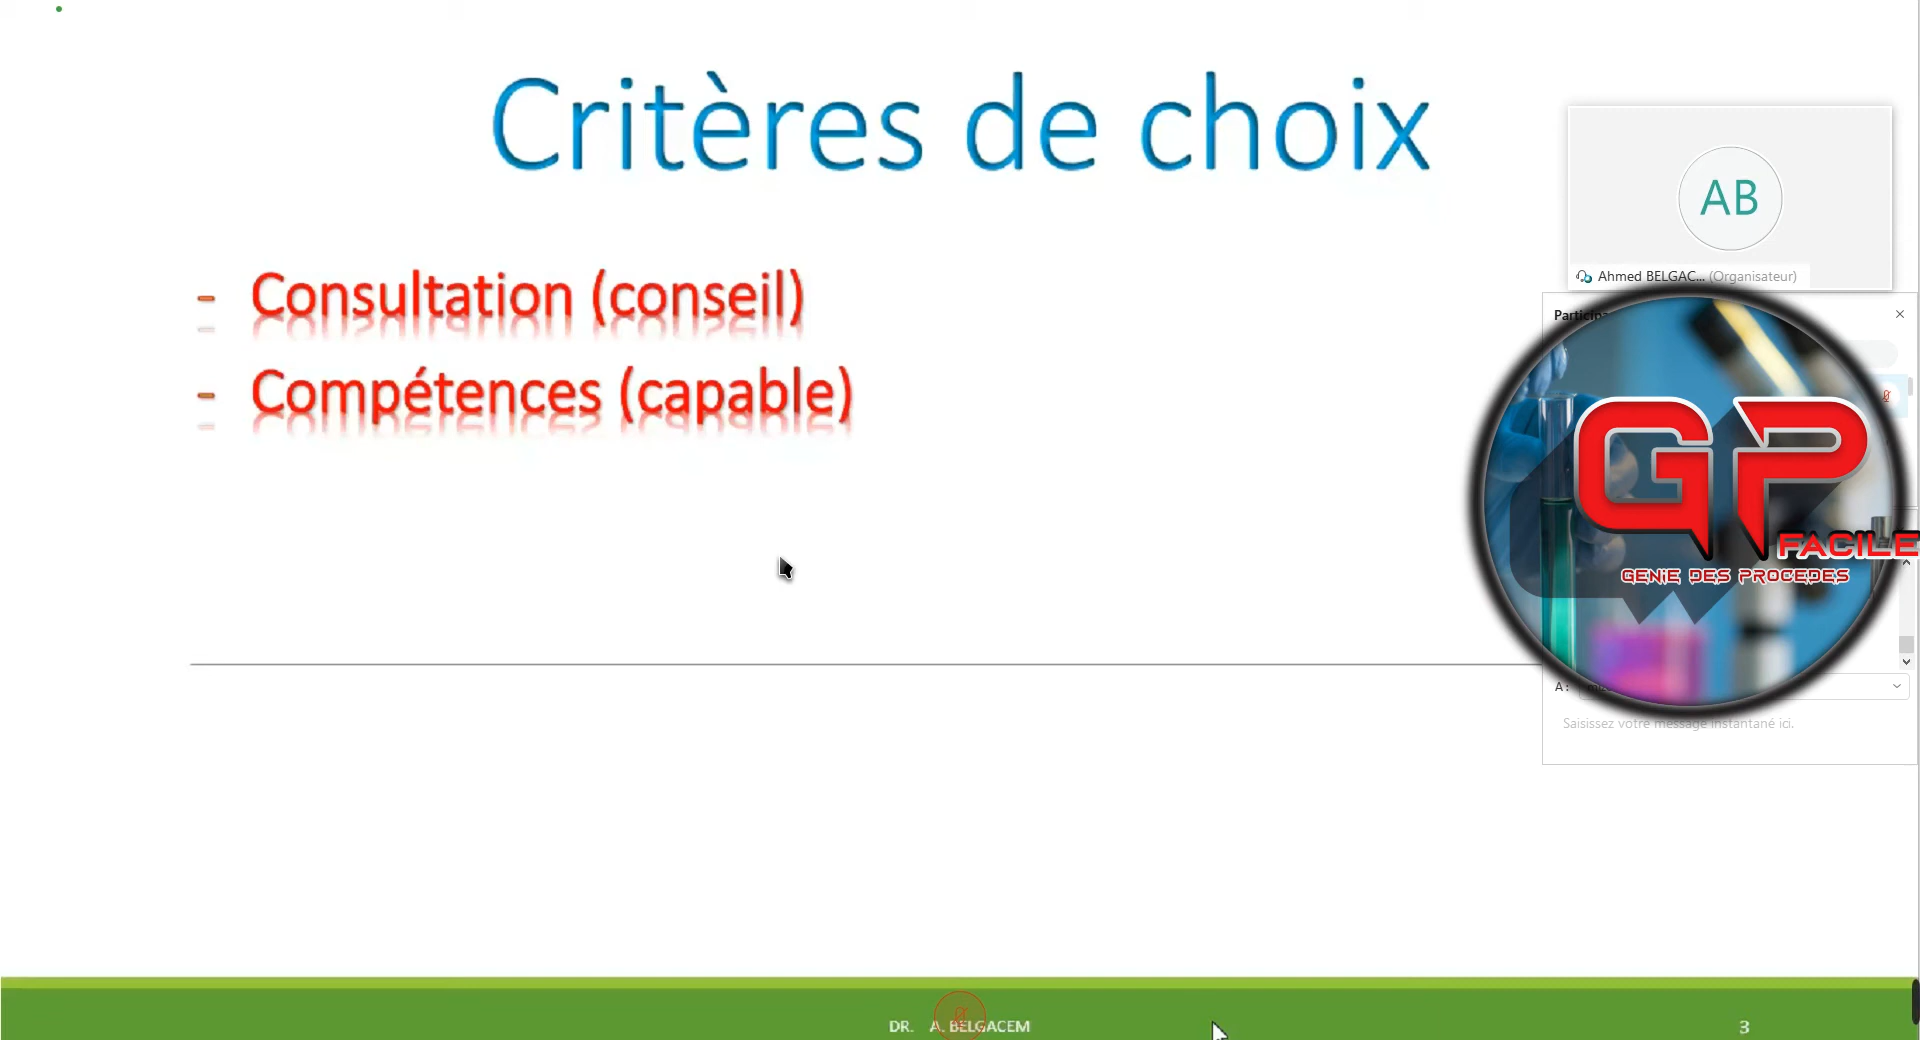 Critères de choix
- Consultation (conseil)
- Compétences (capable)
AB
Ahmed BELGAC... (Organisateur)
GP
FACILE
GENIE DES PROCEDES
A :
Saisissez votre message instantané ici.
DR. A. BELGACEM
3